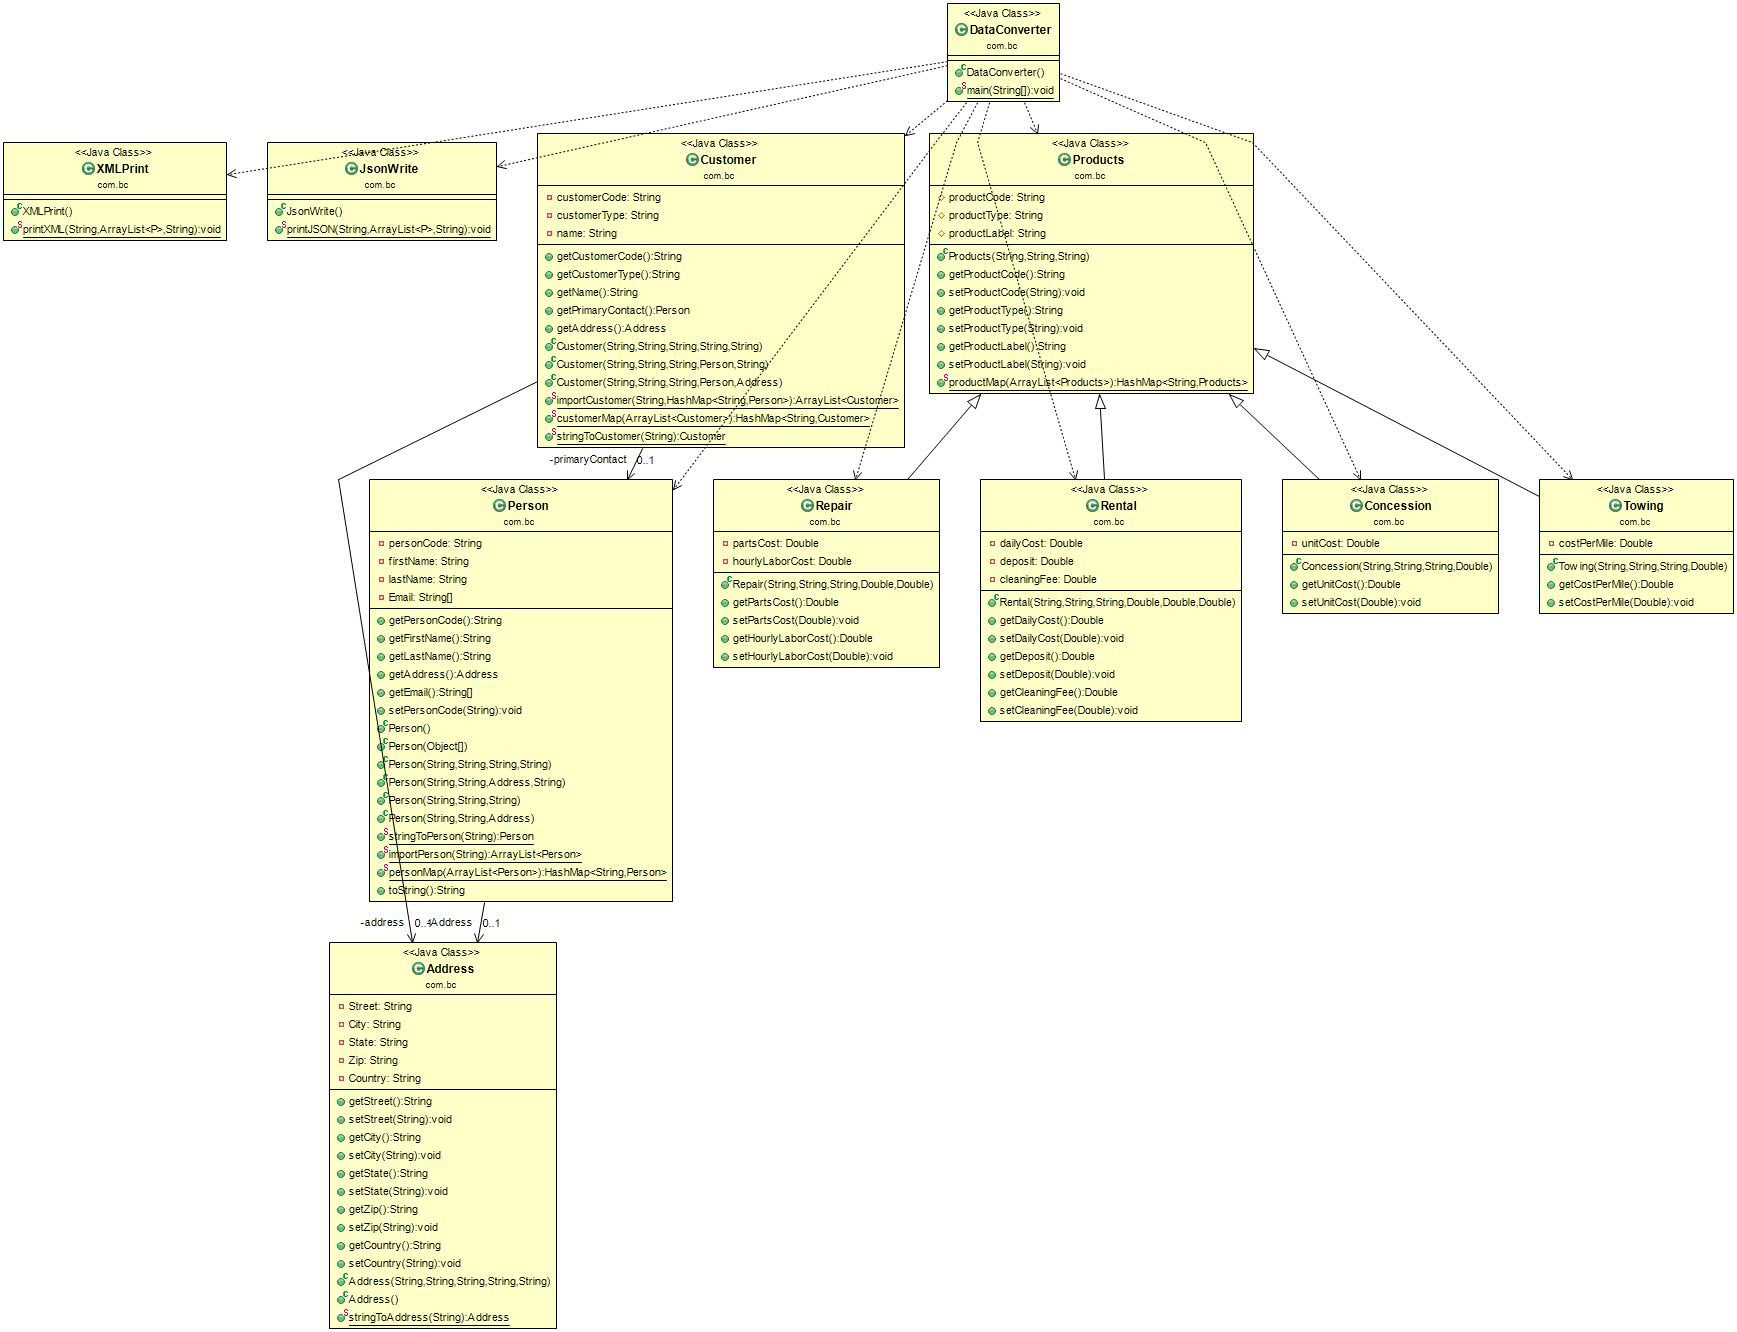 <<Java Class>>
DataConverter
com.bc
DataConverter()
main(String[]):void
<<Java Class>>
XMLPrint
com.bc
XMLPrint()
printXML(String,ArrayList<P>,String):void
<<Java Class>>
JsonWrite
com.bc
JsonWrite()
printJSON(String,ArrayList<P>,String):void
<<Java Class>>
Customer
com.bc
customerCode: String
customerType: String
name: String
getCustomerCode():String
getCustomerType():String
getName():String
getPrimaryContact():Person
getAddress():Address
Customer(String,String,String,String,String)
Customer(String,String,String,Person,String)
Customer(String,String,String,Person,Address)
importCustomer(String,HashMap<String,Person>):ArrayList<Customer>
customerMap(ArrayList<Customer>):HashMap<String,Customer>
stringToCustomer(String):Customer
<<Java Class>>
Products
com.bc
productCode: String
productType: String
productLabel: String
Products(String,String,String)
getProductCode():String
setProductCode(String):void
getProductType():String
setProductType(String):void
getProductLabel():String
setProductLabel(String):void
productMap(ArrayList<Products>):HashMap<String,Products>
-primaryContact 0..1
<<Java Class>>
Person
com.bc
personCode: String
firstName: String
lastName: String
Email: String[]
getPersonCode():String
getFirstName():String
getLastName():String
getAddress():Address
getEmail():String[]
setPersonCode(String):void
Person()
Person(Object[])
Person(String,String,String,String)
Person(String,String,Address,String)
Person(String,String,String)
Person(String,String,Address)
stringToPerson(String):Person
importPerson(String):ArrayList<Person>
personMap(ArrayList<Person>):HashMap<String,Person>
toString():String
<<Java Class>>
Repair
com.bc
partsCost: Double
hourlyLaborCost: Double
Repair(String,String,String,Double,Double)
getPartsCost():Double
setPartsCost(Double):void
getHourlyLaborCost():Double
setHourlyLaborCost(Double):void
<<Java Class>>
Rental
com.bc
dailyCost: Double
deposit: Double
cleaningFee: Double
Rental(String,String,String,Double,Double,Double)
getDailyCost():Double
setDailyCost(Double):void
getDeposit():Double
setDeposit(Double):void
getCleaningFee():Double
setCleaningFee(Double):void
<<Java Class>>
Concession
com.bc
unitCost: Double
Concession(String,String,String,Double)
getUnitCost():Double
setUnitCost(Double):void
<<Java Class>>
Towing
com.bc
costPerMile: Double
Towing(String,String,String,Double)
getCostPerMile():Double
setCostPerMile(Double):void
-address 0..1
-Address 0..1
<<Java Class>>
Address
com.bc
Street: String
City: String
State: String
Zip: String
Country: String
getStreet():String
setStreet(String):void
getCity():String
setCity(String):void
getState():String
setState(String):void
getZip():String
setZip(String):void
getCountry():String
setCountry(String):void
Address(String,String,String,String,String)
Address()
stringToAddress(String):Address